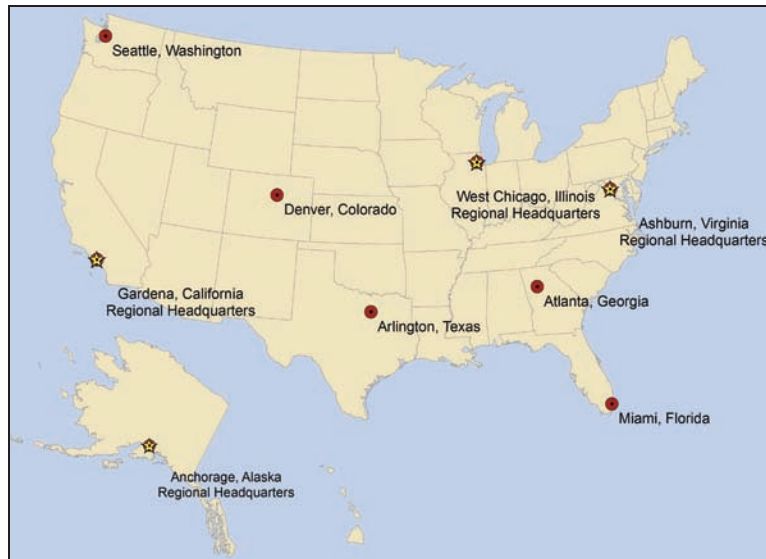 Seattle, Washington
West Chicago, Illinois
Regional Headquarters
Denver, Colorado
Ashburn, Virginia
Regional Headquarters
Gardena, California
Regional Headquarters
Atlanta, Georgia
Arlington, Texas
Miami, Florida
Anchorage, Alaska
Regional Headquarters